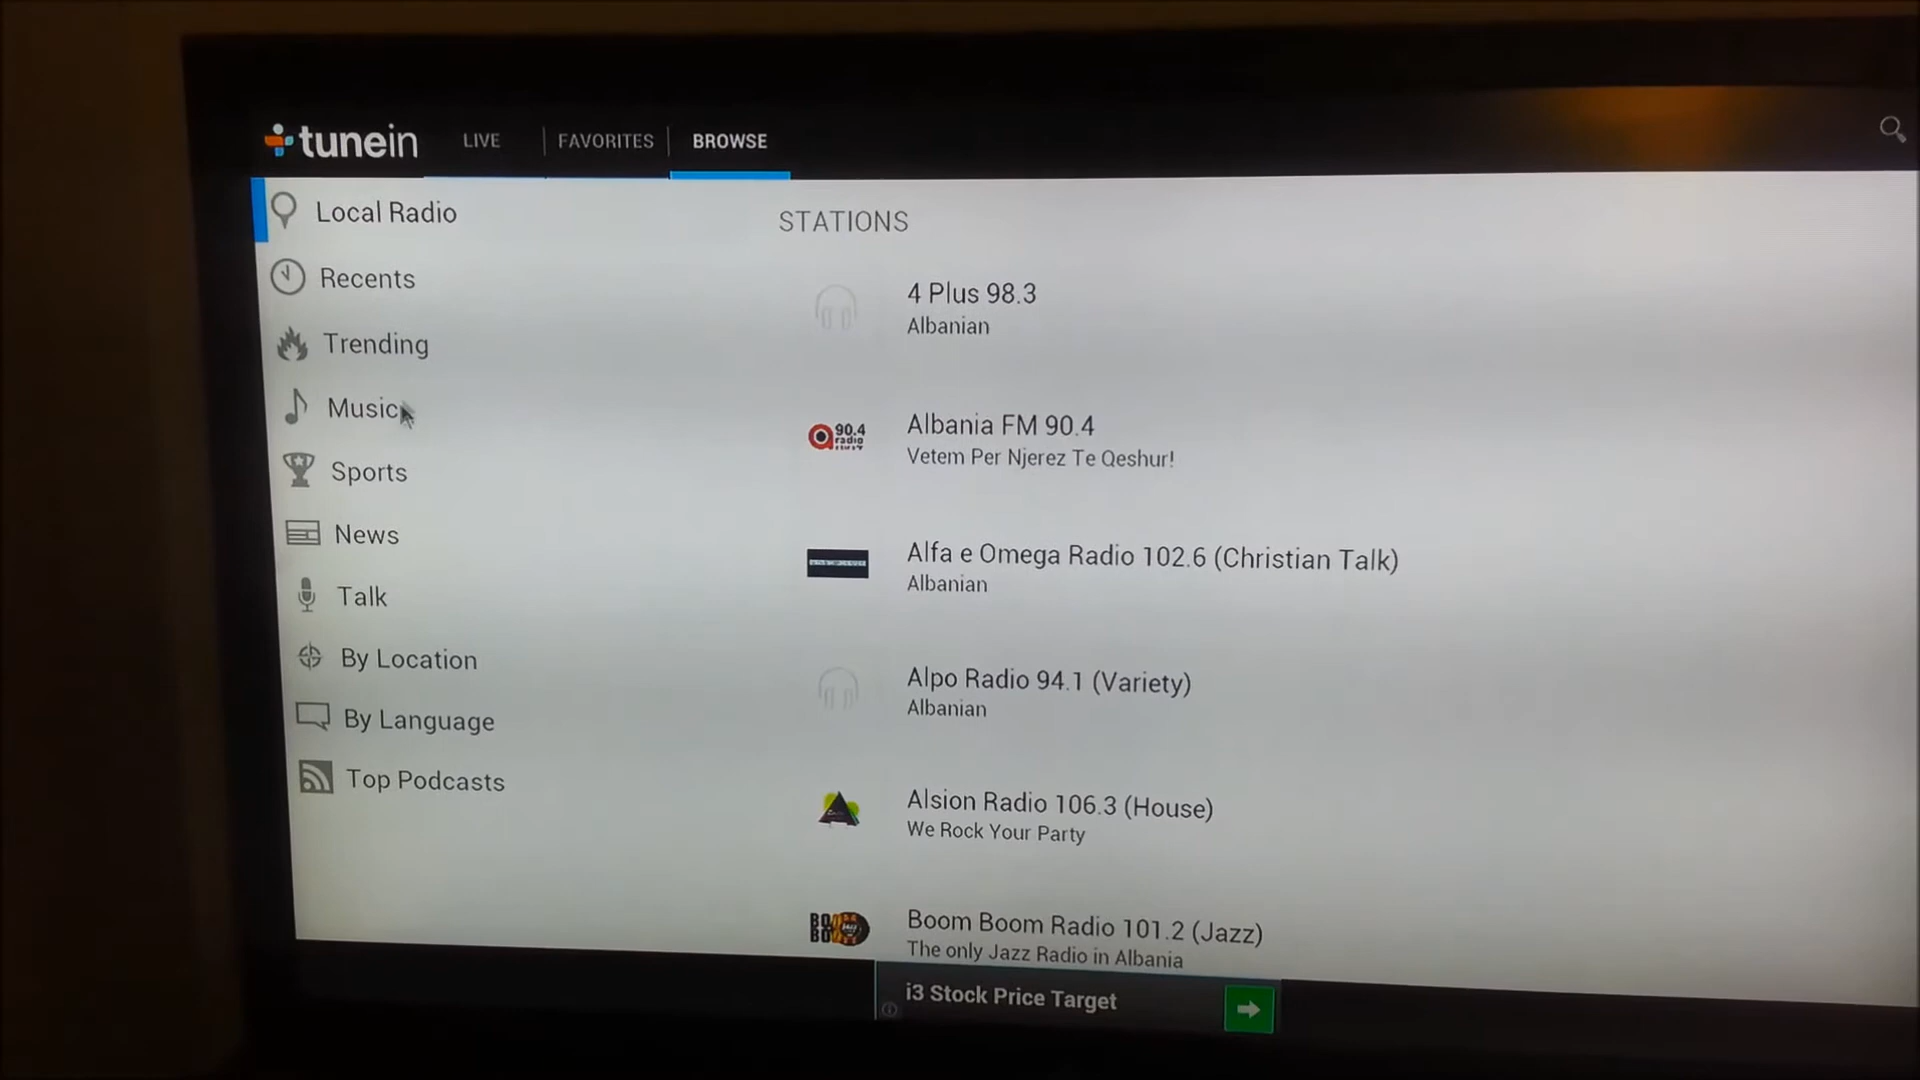 tunein
LIVE
FAVORITES
BROWSE
Local Radio
Recents
Trending
Music
Sports
News
Talk
By Location
By Language
Top Podcasts
STATIONS
4 Plus 98.3
Albanian
90.4
radio
Albania FM 90.4
Vetem Per Njerez Te Qeshur!
Alfa e Omega Radio 102.6 (Christian Talk)
Albanian
Alpo Radio 94.1 (Variety)
Albanian
Alsion Radio 106.3 (House)
We Rock Your Party
Boom Boom Radio 101.2 (Jazz)
The only Jazz Radio in Albania
i3 Stock Price Target